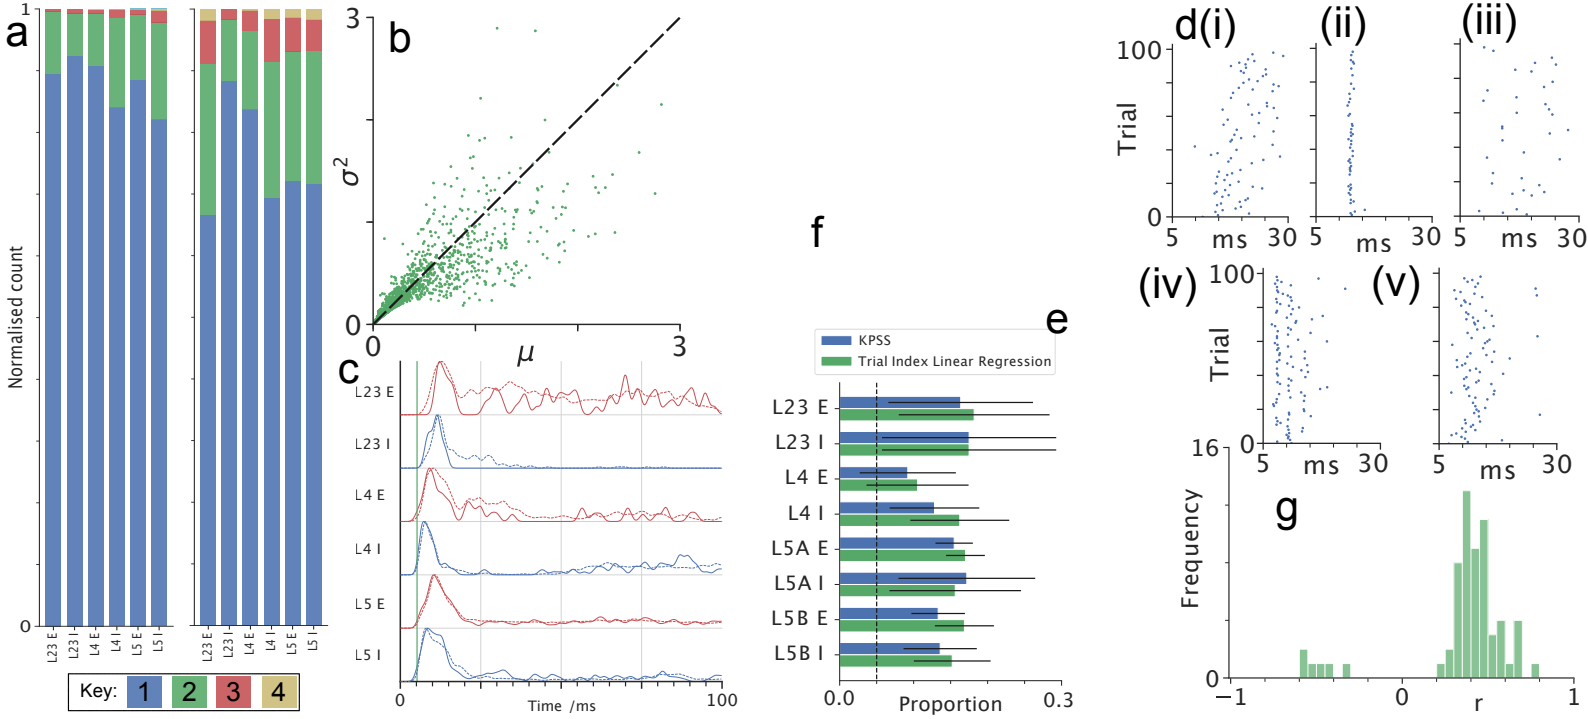 a
1
Normalised count
0
L23 E
L23 I
L4 E
L4 I
L5 E
L5 I
L23 E
L23 I
L4 E
L4 I
L5 E
L5 I
Key: 1 2 3 4
b
3
σ²
0
0
μ
3
c
L23 E
L23 I
L4 E
L4 I
L5 E
L5 I
0
Time /ms
100
f
e
KPSS
Trial Index Linear Regression
L23 E
L23 I
L4 E
L4 I
L5A E
L5A I
L5B E
L5B I
0.0
Proportion
0.3
d(i)
(ii)
(iii)
100
Trial
0
5 ms 30
5 ms 30
5 ms 30
(iv)
(v)
100
Trial
0
5 ms 30
5 ms 30
g
16
Frequency
0
−1
0
r
1